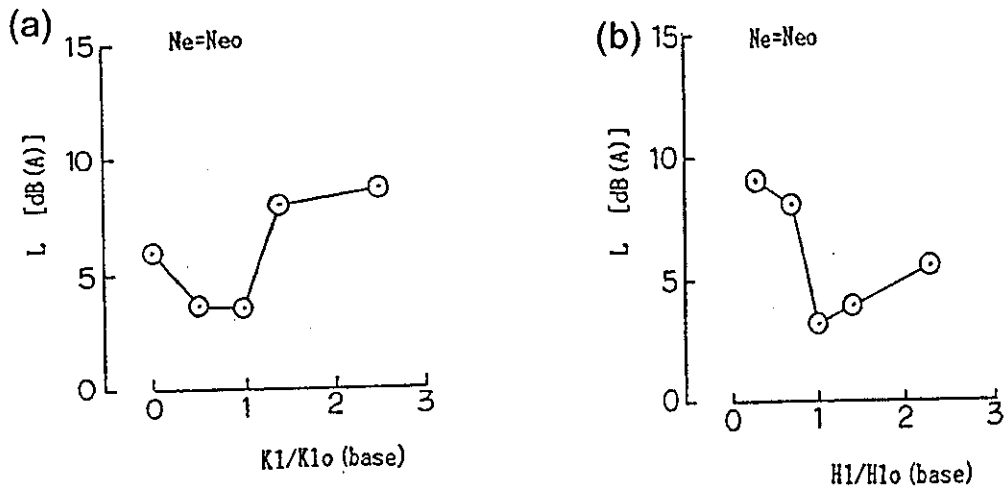 (a)
Ne=Neo
15
10
5
0
L [dB(A)]
0 1 2 3
K1/K1o (base)
(b)
Ne=Neo
15
10
5
0
L [dB(A)]
0 1 2 3
H1/H1o (base)